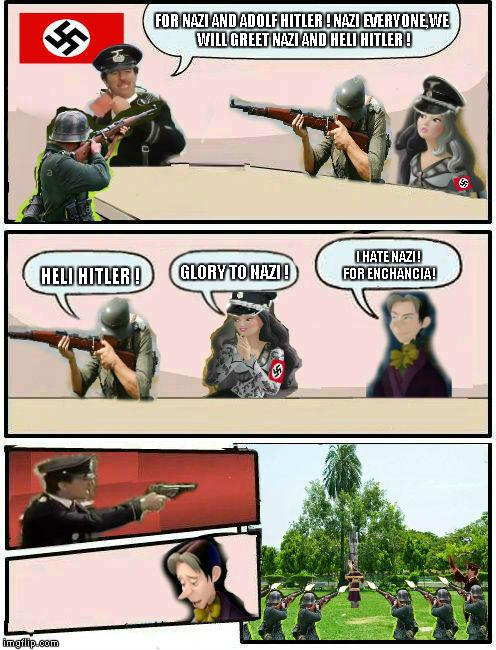 FOR NAZI AND ADOLF HITLER ! NAZI EVERYONE,WE
WILL GREET NAZI AND HELI HITLER !
HELI HITLER !
GLORY TO NAZI !
I HATE NAZI !
FOR ENCHANCIA!
imgflip.com